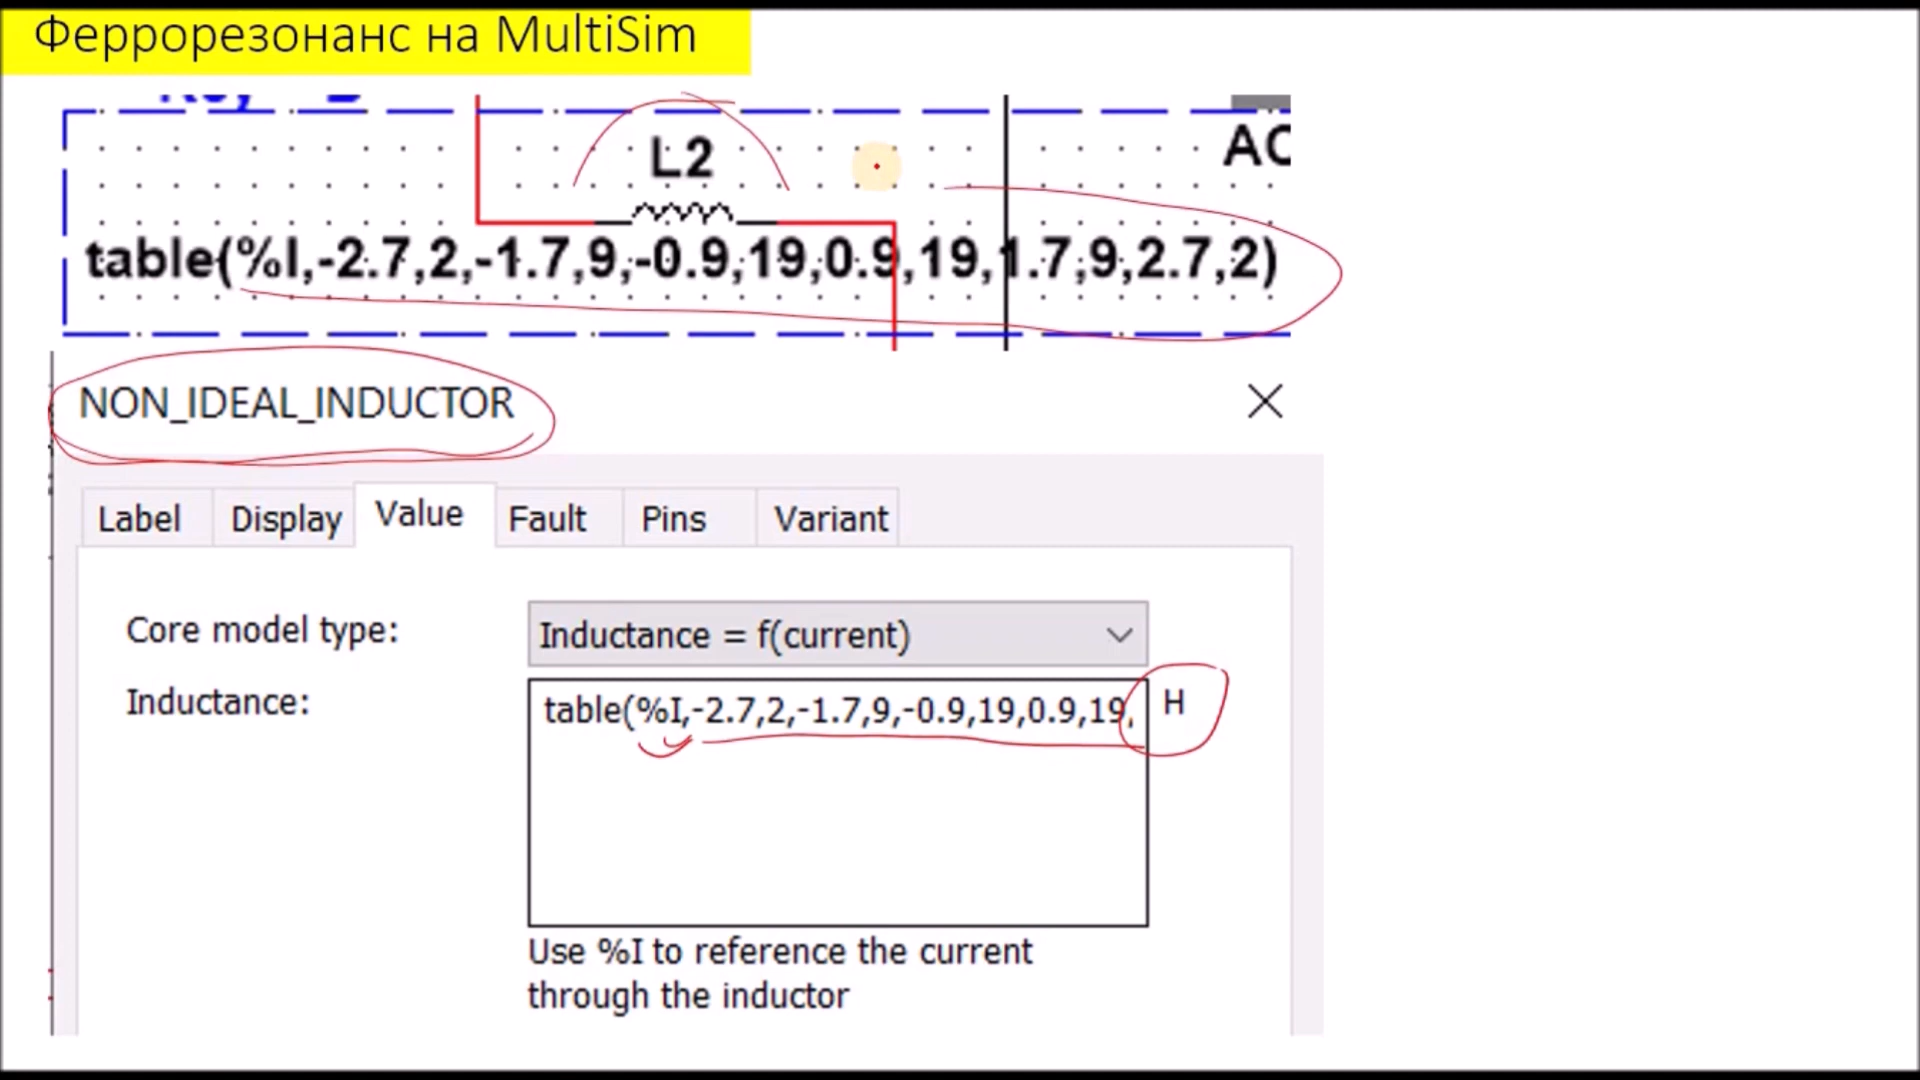 Феррорезонанс на MultiSim
L2
AC
table(%I,-2.7,2,-1.7,9,-0.9,19,0.9,19,1.7,9,2.7,2)
NON_IDEAL_INDUCTOR
Label Display Value Fault Pins Variant
Core model type: Inductance = f(current)
Inductance: table(%I,-2.7,2,-1.7,9,-0.9,19,0.9,19, H
Use %I to reference the current
through the inductor